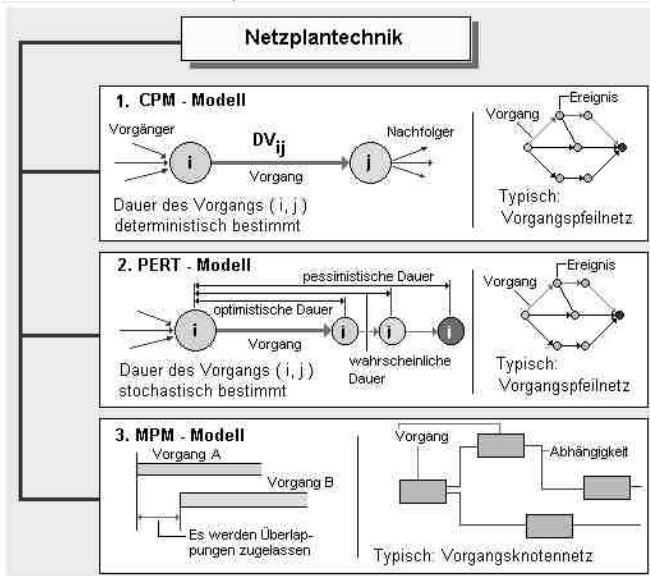 Netzplantechnik
1. CPM - Modell
Vorgänger
DV ij
Nachfolger
i
j
Vorgang
Dauer des Vorgangs ( i, j )
deterministisch bestimmt
Ereignis
Vorgang
Typisch:
Vorgangspfeilnetz
2. PERT - Modell
pessimistische Dauer
optimistische Dauer
i
j
j
j
Vorgang
wahrscheinliche
Dauer
Dauer des Vorgangs ( i, j )
stochastisch bestimmt
Ereignis
Vorgang
Typisch:
Vorgangspfeilnetz
3. MPM - Modell
Vorgang A
Vorgang B
Es werden Überlap-
pungen zugelassen
Vorgang
Abhängigkeit
Typisch: Vorgangsknotennetz